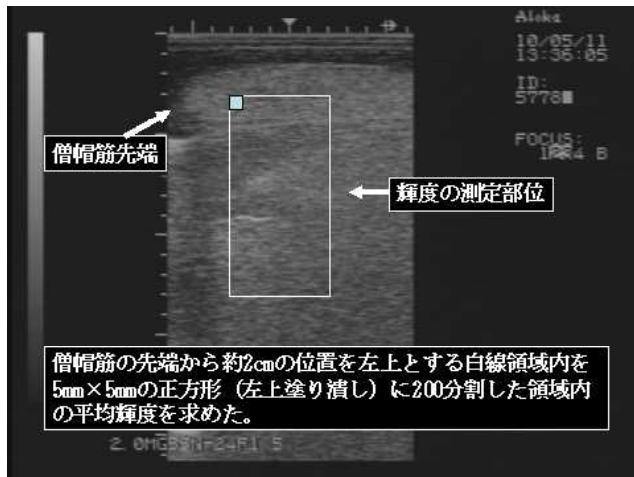 Aloka
10/05/11
13:36:05
ID:
5778
FOCUS:
僧帽筋先端
輝度の測定部位
僧帽筋の先端から約2cmの位置を左上とする白線領域内を
5mm×5mmの正方形（左上塗り潰し）に200分割した領域内
の平均輝度を求めた。